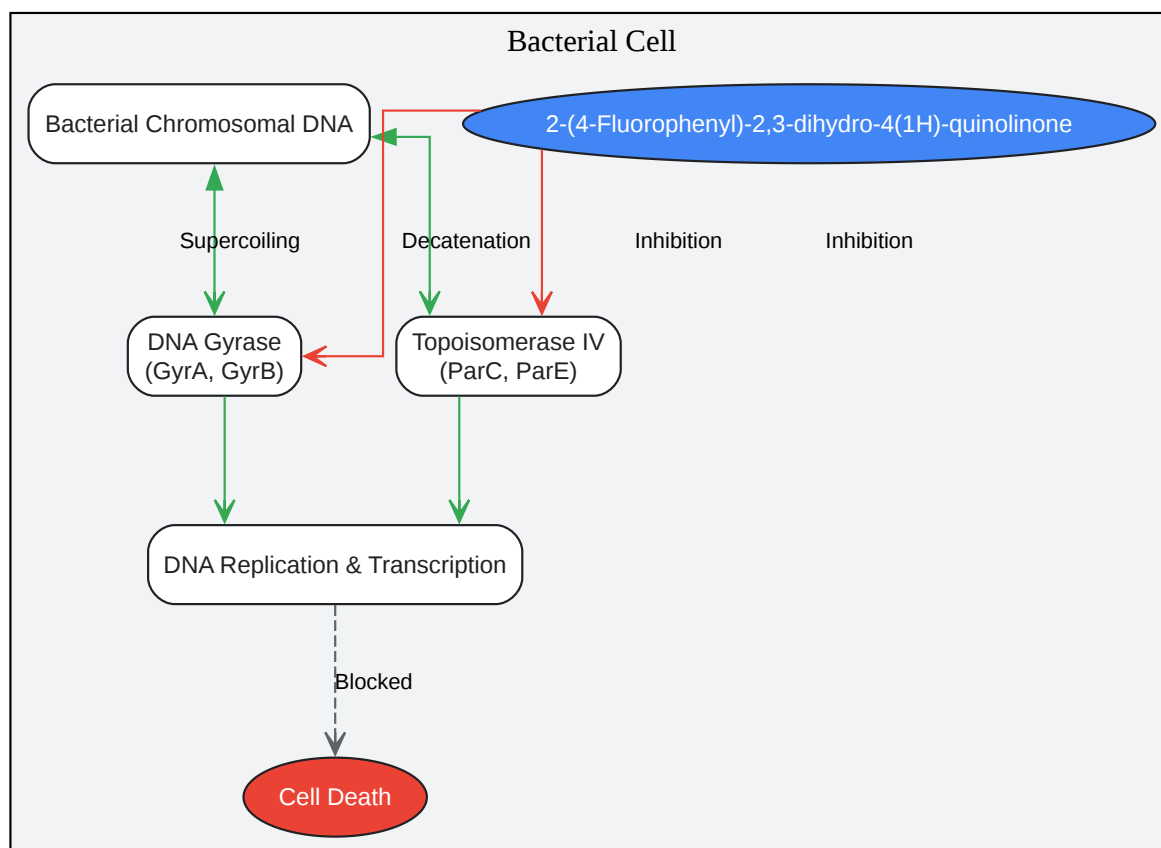 Bacterial Cell
Bacterial Chromosomal DNA
2-(4-Fluorophenyl)-2,3-dihydro-4(1H)-quinolinone
Supercoiling
Decatenation
Inhibition
Inhibition
DNA Gyrase
(GyrA, GyrB)
Topoisomerase IV
(ParC, ParE)
DNA Replication & Transcription
Blocked
Cell Death